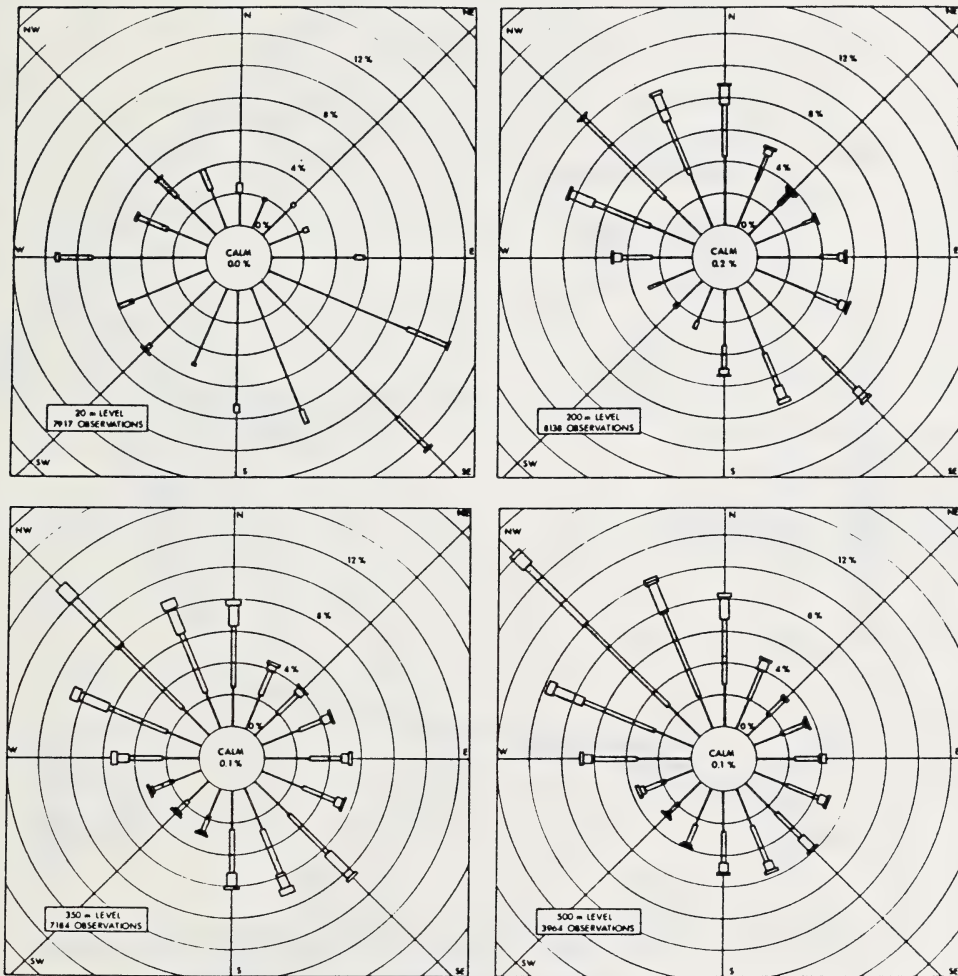 N
NW
NE
12 %
8 %
4 %
0 %
W
E
CALM
0.0 %
20 m LEVEL
7917 OBSERVATIONS
SW
S
SE
N
NW
NE
12 %
8 %
4 %
0 %
W
E
CALM
0.2 %
200 m LEVEL
8138 OBSERVATIONS
SW
S
SE
N
NW
NE
12 %
8 %
4 %
0 %
W
E
CALM
0.1 %
350 m LEVEL
7184 OBSERVATIONS
SW
S
SE
N
NW
NE
12 %
8 %
4 %
0 %
W
E
CALM
0.1 %
500 m LEVEL
3964 OBSERVATIONS
SW
S
SE